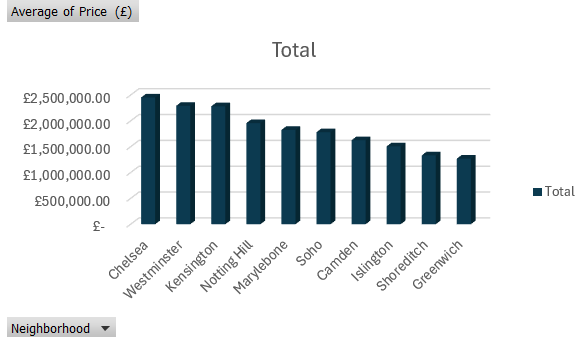 Average of Price (£)
Total
£2,500,000.00
£2,000,000.00
£1,500,000.00
£1,000,000.00
£500,000.00
£-
Total
Chelsea
Westminster
Kensington
Notting Hill
Marylebone
Soho
Camden
Islington
Shoreditch
Greenwich
Neighborhood